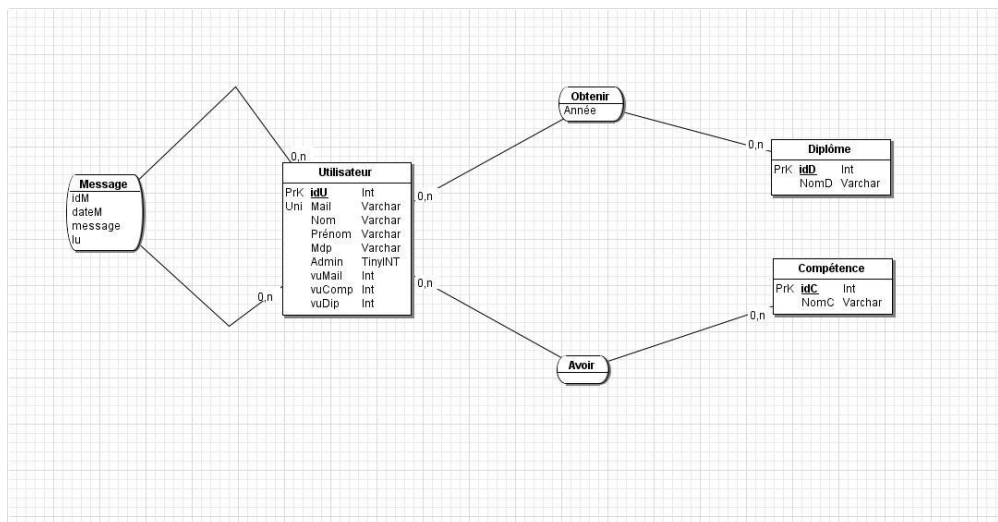 Message
idM
dateM
message
lu
0,n
0,n
Utilisateur
PrK idU Int
Uni Mail Varchar
Nom Varchar
Prénom Varchar
Mdp Varchar
Admin TinyINT
vuMail Int
vuComp Int
vuDip Int
0,n
0,n
Obtenir
Année
Avoir
0,n
Diplôme
PrK idD Int
NomD Varchar
0,n
Compétence
PrK idC Int
NomC Varchar